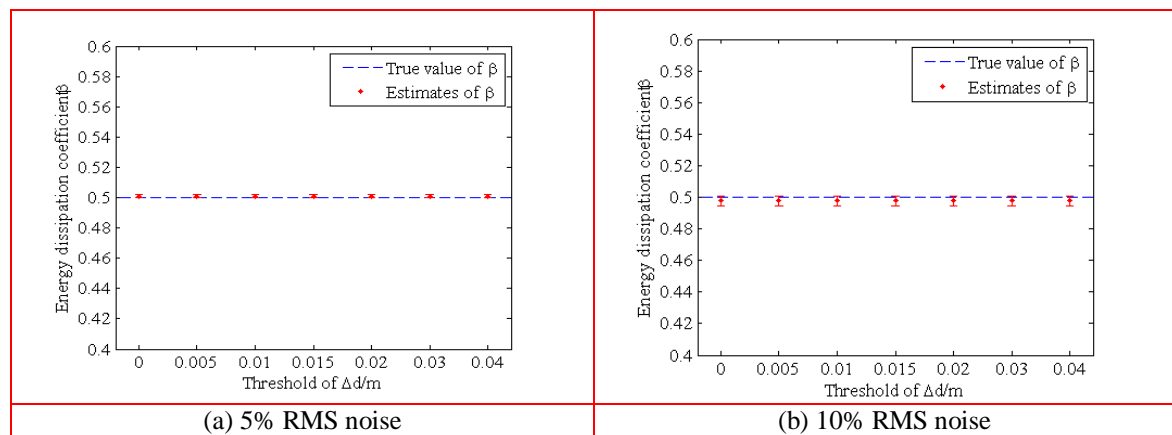 0.6
0.58
0.56
0.54
0.52
0.5
0.48
0.46
0.44
0.42
0.4
Energy dissipation coefficientβ
True value of β
Estimates of β
0 0.005 0.01 0.015 0.02 0.03 0.04
Threshold of Δd/m
(a) 5% RMS noise
0.6
0.58
0.56
0.54
0.52
0.5
0.48
0.46
0.44
0.42
0.4
Energy dissipation coefficientβ
True value of β
Estimates of β
0 0.005 0.01 0.015 0.02 0.03 0.04
Threshold of Δd/m
(b) 10% RMS noise